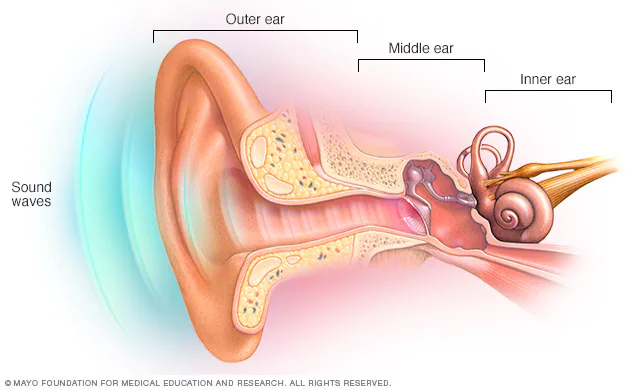 Outer ear
Middle ear
Inner ear
Sound
waves
© MAYO FOUNDATION FOR MEDICAL EDUCATION AND RESEARCH. ALL RIGHTS RESERVED.